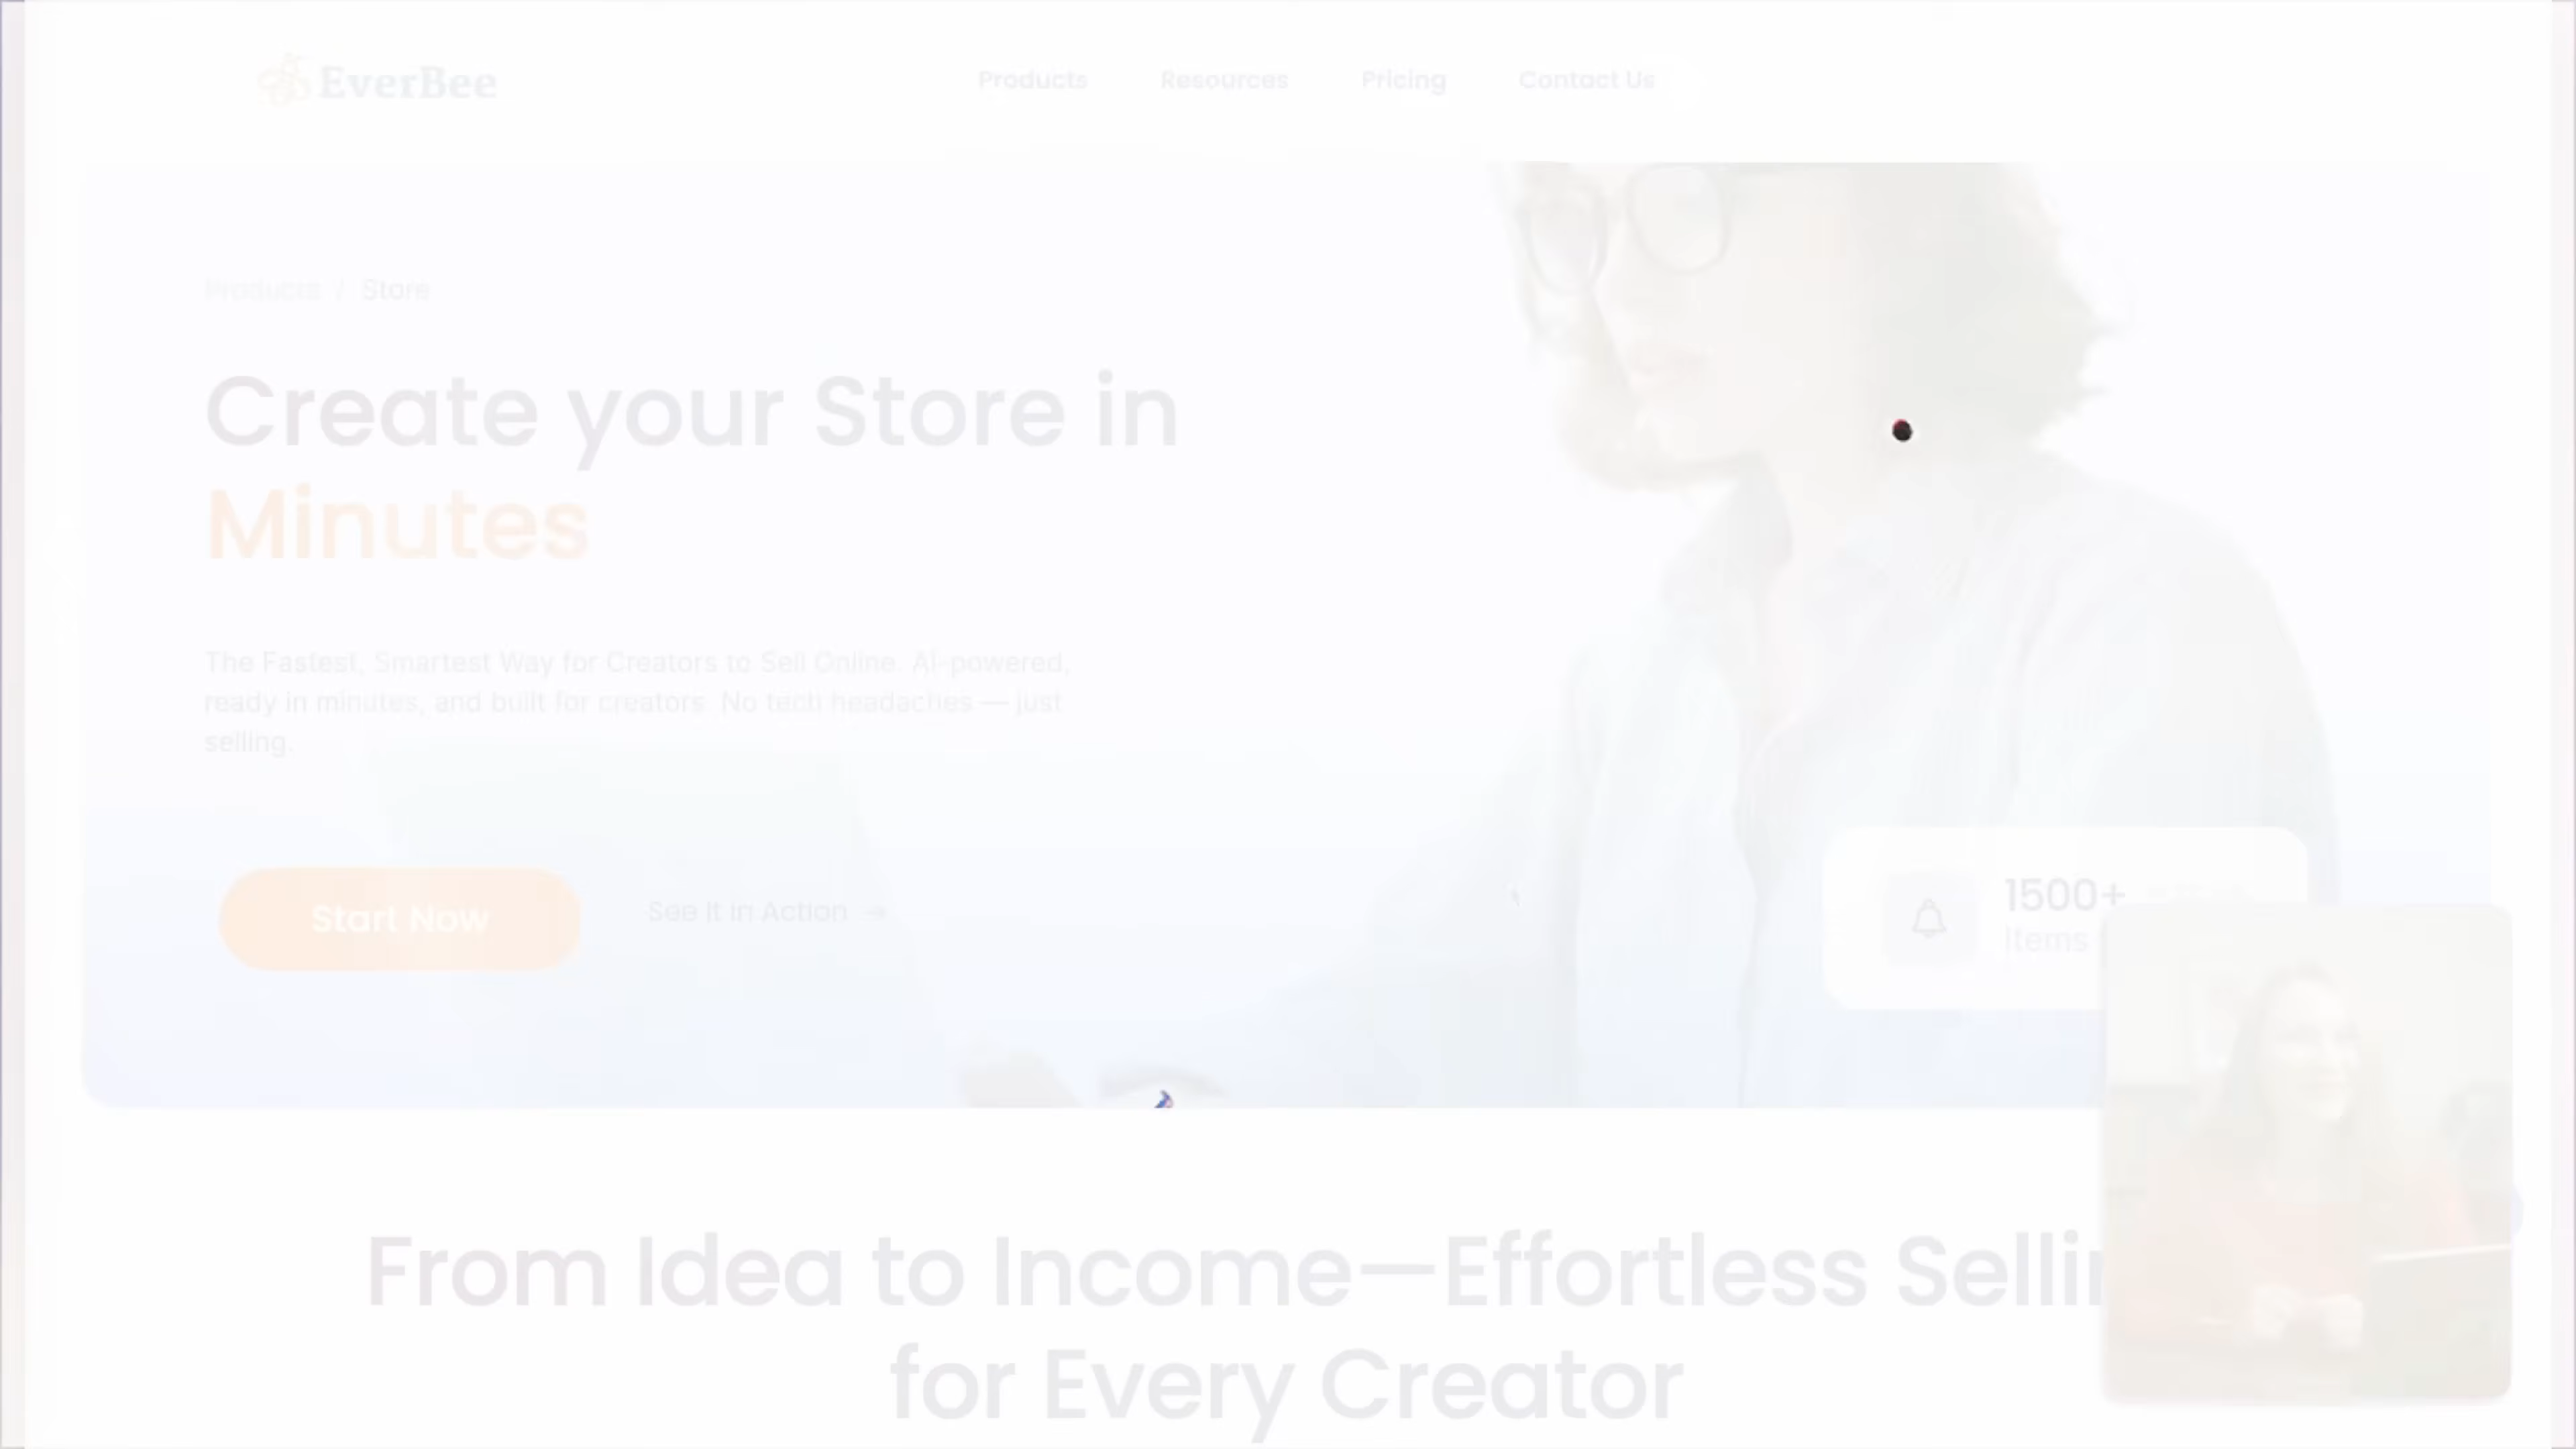 EverBee
Products Resources Pricing Contact Us
Products / Store
Create your Store in
Minutes
The Fastest, Smartest Way for Creators to Sell Online. AI-powered,
ready in minutes, and built for creators. No tech headaches — just
selling.
Start Now
See It in Action →
1500+
Items
From Idea to Income—Effortless Sellin
for Every Creator